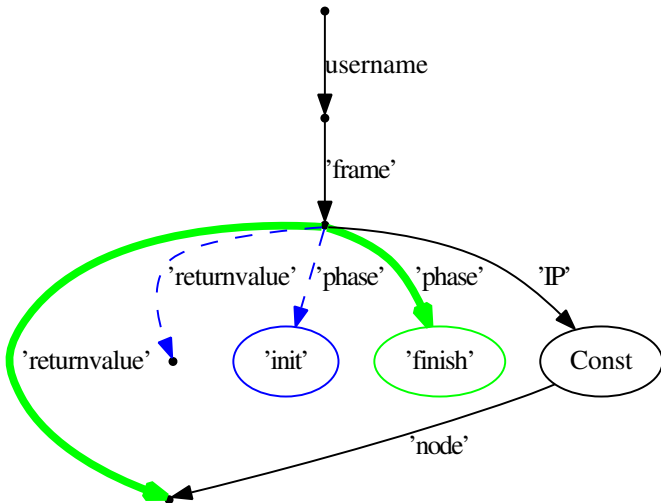 username
’frame’
’returnvalue’ ’phase’ ’phase’ ’IP’
’returnvalue’ ’init’ ’finish’ Const
’node’